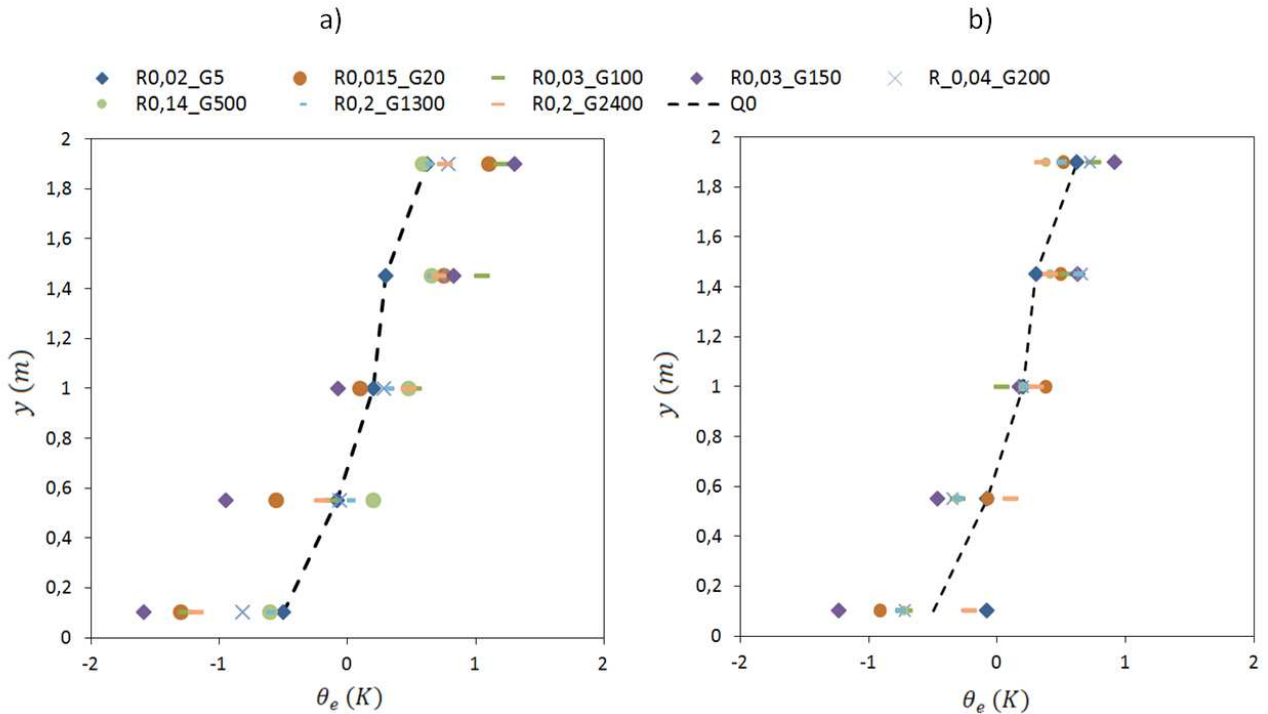 a)
b)
R0,02_G5 R0,015_G20 R0,03_G100 R0,03_G150 R_0,04_G200
R0,14_G500 R0,2_G1300 R0,2_G2400 Q0
2
1,8
1,6
1,4
1,2
1
0,8
0,6
0,4
0,2
0
y (m)
-2 -1 0 1 2
θe (K)
2
1,8
1,6
1,4
1,2
1
0,8
0,6
0,4
0,2
0
y (m)
-2 -1 0 1 2
θe (K)